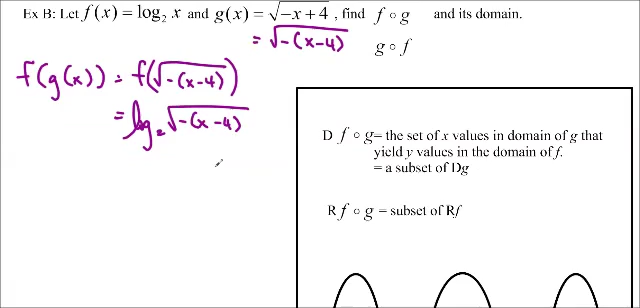 Ex B: Let f(x) = log₂ x and g(x) = √(-x + 4), find f ∘ g and its domain.
= √(-(x-4))
g ∘ f
f(g(x)) = f(√(-(x-4)))
= log₂ √(-(x-4))
D f ∘ g = the set of x values in domain of g that
yield y values in the domain of f.
= a subset of Dg
R f ∘ g = subset of Rf